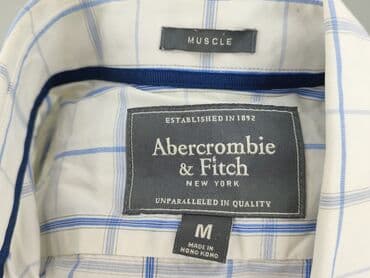 MUSCLE
ESTABLISHED IN 1892
Abercrombie
& Fitch
NEW YORK
UNPARALLELED IN QUALITY
M
MADE IN
HONG KONG